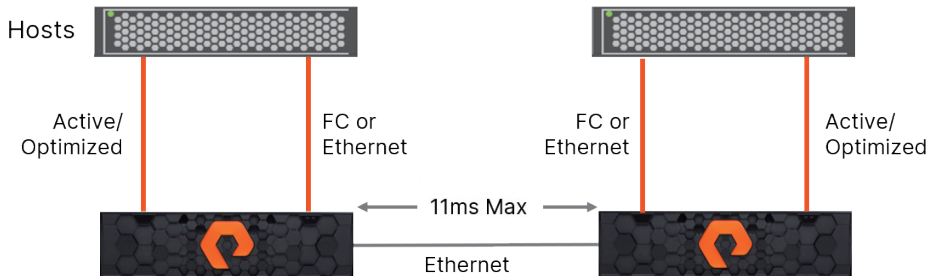 Hosts
Active/
Optimized
FC or
Ethernet
FC or
Ethernet
Active/
Optimized
11ms Max
Ethernet